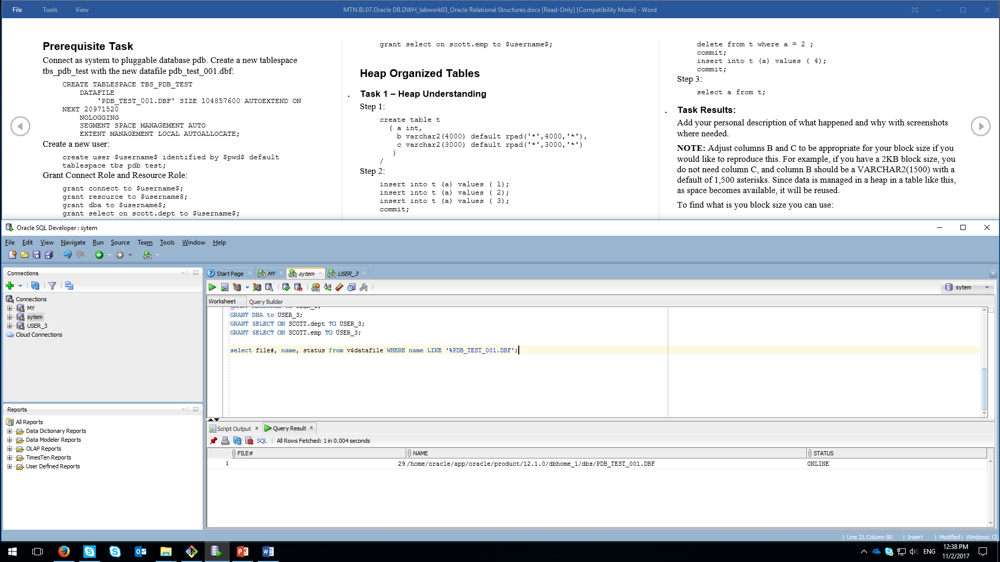 File Tools View MTN.BI.07.Oracle DB.DWH_labwork03_Oracle Relational Structures.docx [Read-Only] [Compatibility Mode] - Word
Prerequisite Task
Connect as system to pluggable database pdb. Create a new tablespace
tbs_pdb_test with the new datafile pdb_test_001.dbf:
CREATE TABLESPACE TBS_PDB_TEST
DATAFILE
'PDB_TEST_001.DBF' SIZE 104857600 AUTOEXTEND ON
NEXT 20971520
NOLOGGING
SEGMENT SPACE MANAGEMENT AUTO
EXTENT MANAGEMENT LOCAL AUTOALLOCATE;
Create a new user:
create user $username$ identified by $pwd$ default
tablespace tbs pdb test;
Grant Connect Role and Resource Role:
grant connect to $username$;
grant resource to $username$;
grant dba to $username$;
grant select on scott.dept to $username$;
grant select on scott.emp to $username$;
Heap Organized Tables
. Task 1 – Heap Understanding
Step 1:
create table t
( a int,
b varchar2(4000) default rpad('*',4000,'*'),
c varchar2(3000) default rpad('*',3000,'*')
)
/
Step 2:
insert into t (a) values ( 1);
insert into t (a) values ( 2);
insert into t (a) values ( 3);
commit;
delete from t where a = 2 ;
commit;
insert into t (a) values ( 4);
commit;
Step 3:
select a from t;
. Task Results:
Add your personal description of what happened and why with screenshots
where needed.
NOTE: Adjust columns B and C to be appropriate for your block size if you
would like to reproduce this. For example, if you have a 2KB block size, you
do not need column C, and column B should be a VARCHAR2(1500) with a
default of 1,500 asterisks. Since data is managed in a heap in a table like this,
as space becomes available, it will be reused.
To find what is you block size you can use:
Oracle SQL Developer : sytem
File Edit View Navigate Run Source Team Tools Window Help
Connections
Connections
MY
sytem
USER_3
Cloud Connections
Reports
All Reports
Data Dictionary Reports
Data Modeler Reports
OLAP Reports
TimesTen Reports
User Defined Reports
Start Page MY sytem USER_3
sytem
Worksheet Query Builder
GRANT RESOURCE TO USER_3;
GRANT DBA to USER_3;
GRANT SELECT ON SCOTT.dept TO USER_3;
GRANT SELECT ON SCOTT.emp TO USER_3;
select file#, name, status from v$datafile WHERE name LIKE '%PDB_TEST_001.DBF';
Script Output Query Result
SQL All Rows Fetched: 1 in 0.004 seconds
FILE# NAME STATUS
1 29 /home/oracle/app/oracle/product/12.1.0/dbhome_1/dbs/PDB_TEST_001.DBF ONLINE
Line 21 Column 80 Insert Modified Windows:
ENG 12:38 PM
11/2/2017